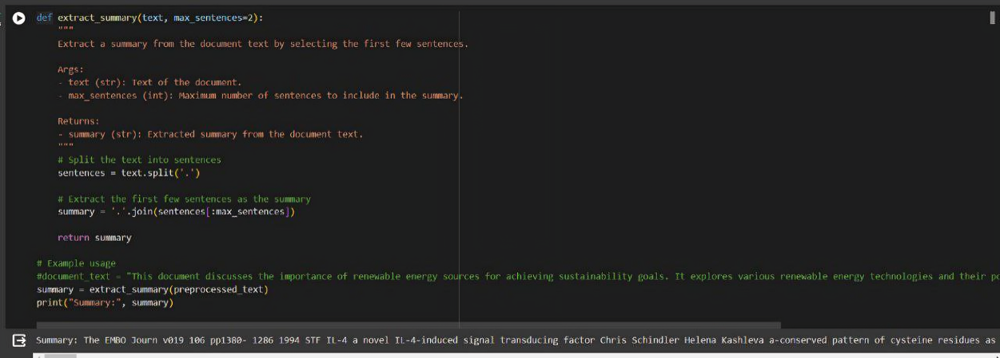 def extract_summary(text, max_sentences=2):
"""
Extract a summary from the document text by selecting the first few sentences.
Args:
- text (str): Text of the document.
- max_sentences (int): Maximum number of sentences to include in the summary.
Returns:
- summary (str): Extracted summary from the document text.
"""
# Split the text into sentences
sentences = text.split('.')
# Extract the first few sentences as the summary
summary = '.'.join(sentences[:max_sentences])
return summary
# Example usage
#document_text = "This document discusses the importance of renewable energy sources for achieving sustainability goals. It explores various renewable energy technologies and their po
summary = extract_summary(preprocessed_text)
print("Summary:", summary)
Summary: The EMBO Journ v019 106 pp1380- 1286 1994 STF IL-4 a novel IL-4-induced signal transducing factor Chris Schindler Helena Kashleva a-conserved pattern of cysteine residues as